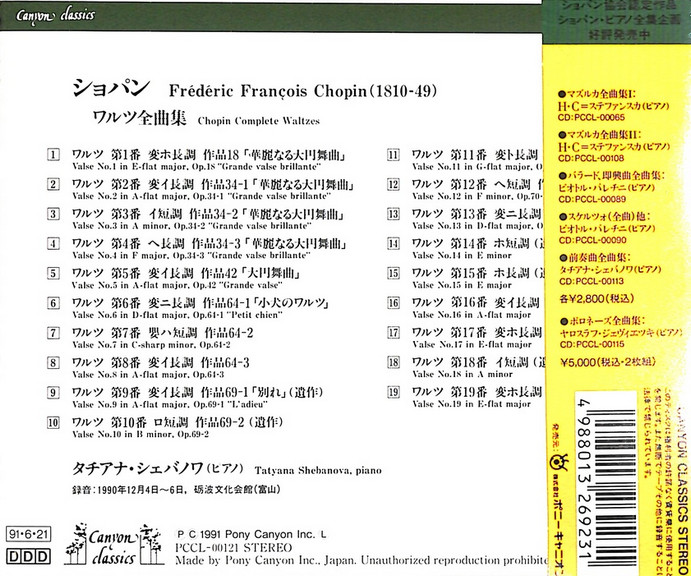 Canyon classics
ショパン Frédéric François Chopin(1810-49)
ワルツ全曲集 Chopin Complete Waltzes
1 ワルツ 第1番 変ホ長調 作品18「華麗なる大円舞曲」
Valse No.1 in E-flat major, Op.18 "Grande valse brillante"
2 ワルツ 第2番 変イ長調 作品34-1「華麗なる大円舞曲」
Valse No.2 in A-flat major, Op.34-1 "Grande valse brillante"
3 ワルツ 第3番 イ短調 作品34-2「華麗なる大円舞曲」
Valse No.3 in A minor, Op.34-2 "Grande valse brillante"
4 ワルツ 第4番 ヘ長調 作品34-3「華麗なる大円舞曲」
Valse No.4 in F major, Op.34-3 "Grande valse brillante"
5 ワルツ 第5番 変イ長調 作品42「大円舞曲」
Valse No.5 in A-flat major, Op.42 "Grande valse"
6 ワルツ 第6番 変ニ長調 作品64-1「小犬のワルツ」
Valse No.6 in D-flat major, Op.64-1 "Petit chien"
7 ワルツ 第7番 嬰ハ短調 作品64-2
Valse No.7 in C-sharp minor, Op.64-2
8 ワルツ 第8番 変イ長調 作品64-3
Valse No.8 in A-flat major, Op.64-3
9 ワルツ 第9番 変イ長調 作品69-1「別れ」(遺作)
Valse No.9 in A-flat major, Op.69-1 "L'adieu"
10 ワルツ 第10番 ロ短調 作品69-2(遺作)
Valse No.10 in B minor, Op.69-2
11 ワルツ 第11番 変ト長調
Valse No.11 in G-flat major, O
12 ワルツ 第12番 ヘ短調 作
Valse No.12 in F minor, Op.70-
13 ワルツ 第13番 変ニ長調
Valse No.13 in D-flat major, O
14 ワルツ 第14番 ホ短調(遺
Valse No.14 in E minor
15 ワルツ 第15番 ホ長調(遺
Valse No.15 in E major
16 ワルツ 第16番 変イ長調
Valse No.16 in A-flat major
17 ワルツ 第17番 変ホ長調
Valse No.17 in E-flat major
18 ワルツ 第18番 イ短調(遺
Valse No.18 in A minor
19 ワルツ 第19番 変ホ長調
Valse No.19 in E-flat major
タチアナ・シェバノワ(ピアノ) Tatyana Shebanova, piano
録音:1990年12月4日〜6日, 砺波文化会館(富山)
91・6・21
DDD
Canyon classics
P C 1991 Pony Canyon Inc. L
PCCL-00121 STEREO
Made by Pony Canyon Inc., Japan. Unauthorized reproduction prohibite
ショパン協会認定作品
ショパン・ピアノ全集企画
好評発売中
●マズルカ全曲集I:
H・C=ステファンスカ(ピアノ)
CD:PCCL-00065
●マズルカ全曲集II:
H・C=ステファンスカ(ピアノ)
CD:PCCL-00108
●バラード、即興曲全曲集:
ピオトル・パレチニ(ピアノ)
CD:PCCL-00089
●スケルツォ(全曲)他:
ピオトル・パレチニ(ピアノ)
CD:PCCL-00090
●前奏曲全曲集:
タチアナ・シェバノワ(ピアノ)
CD:PCCL-00113
各¥2,800(税込)
●ポロネーズ全曲集:
ヤロスラフ・ジェヴィエツキ(ピアノ)
CD:PCCL-00115
¥5,000(税込・2枚組)
4 988013 269231
発売元:
株式会社 ポニーキャニオン
CANYON CLASSICS STEREO